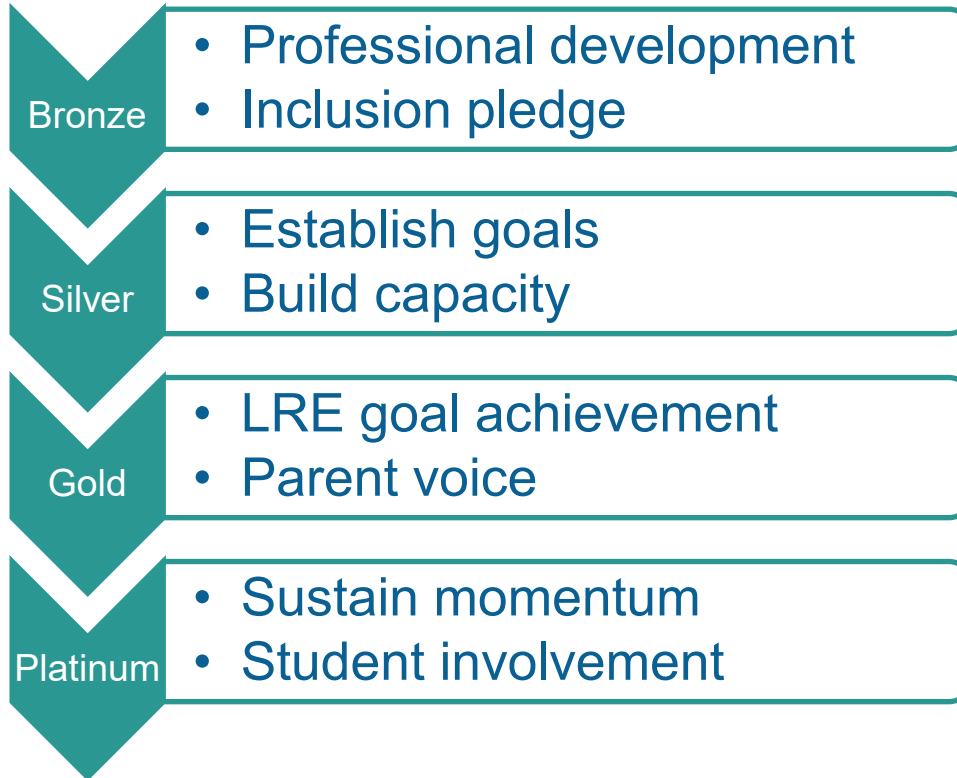 Bronze
• Professional development
• Inclusion pledge
Silver
• Establish goals
• Build capacity
Gold
• LRE goal achievement
• Parent voice
Platinum
• Sustain momentum
• Student involvement